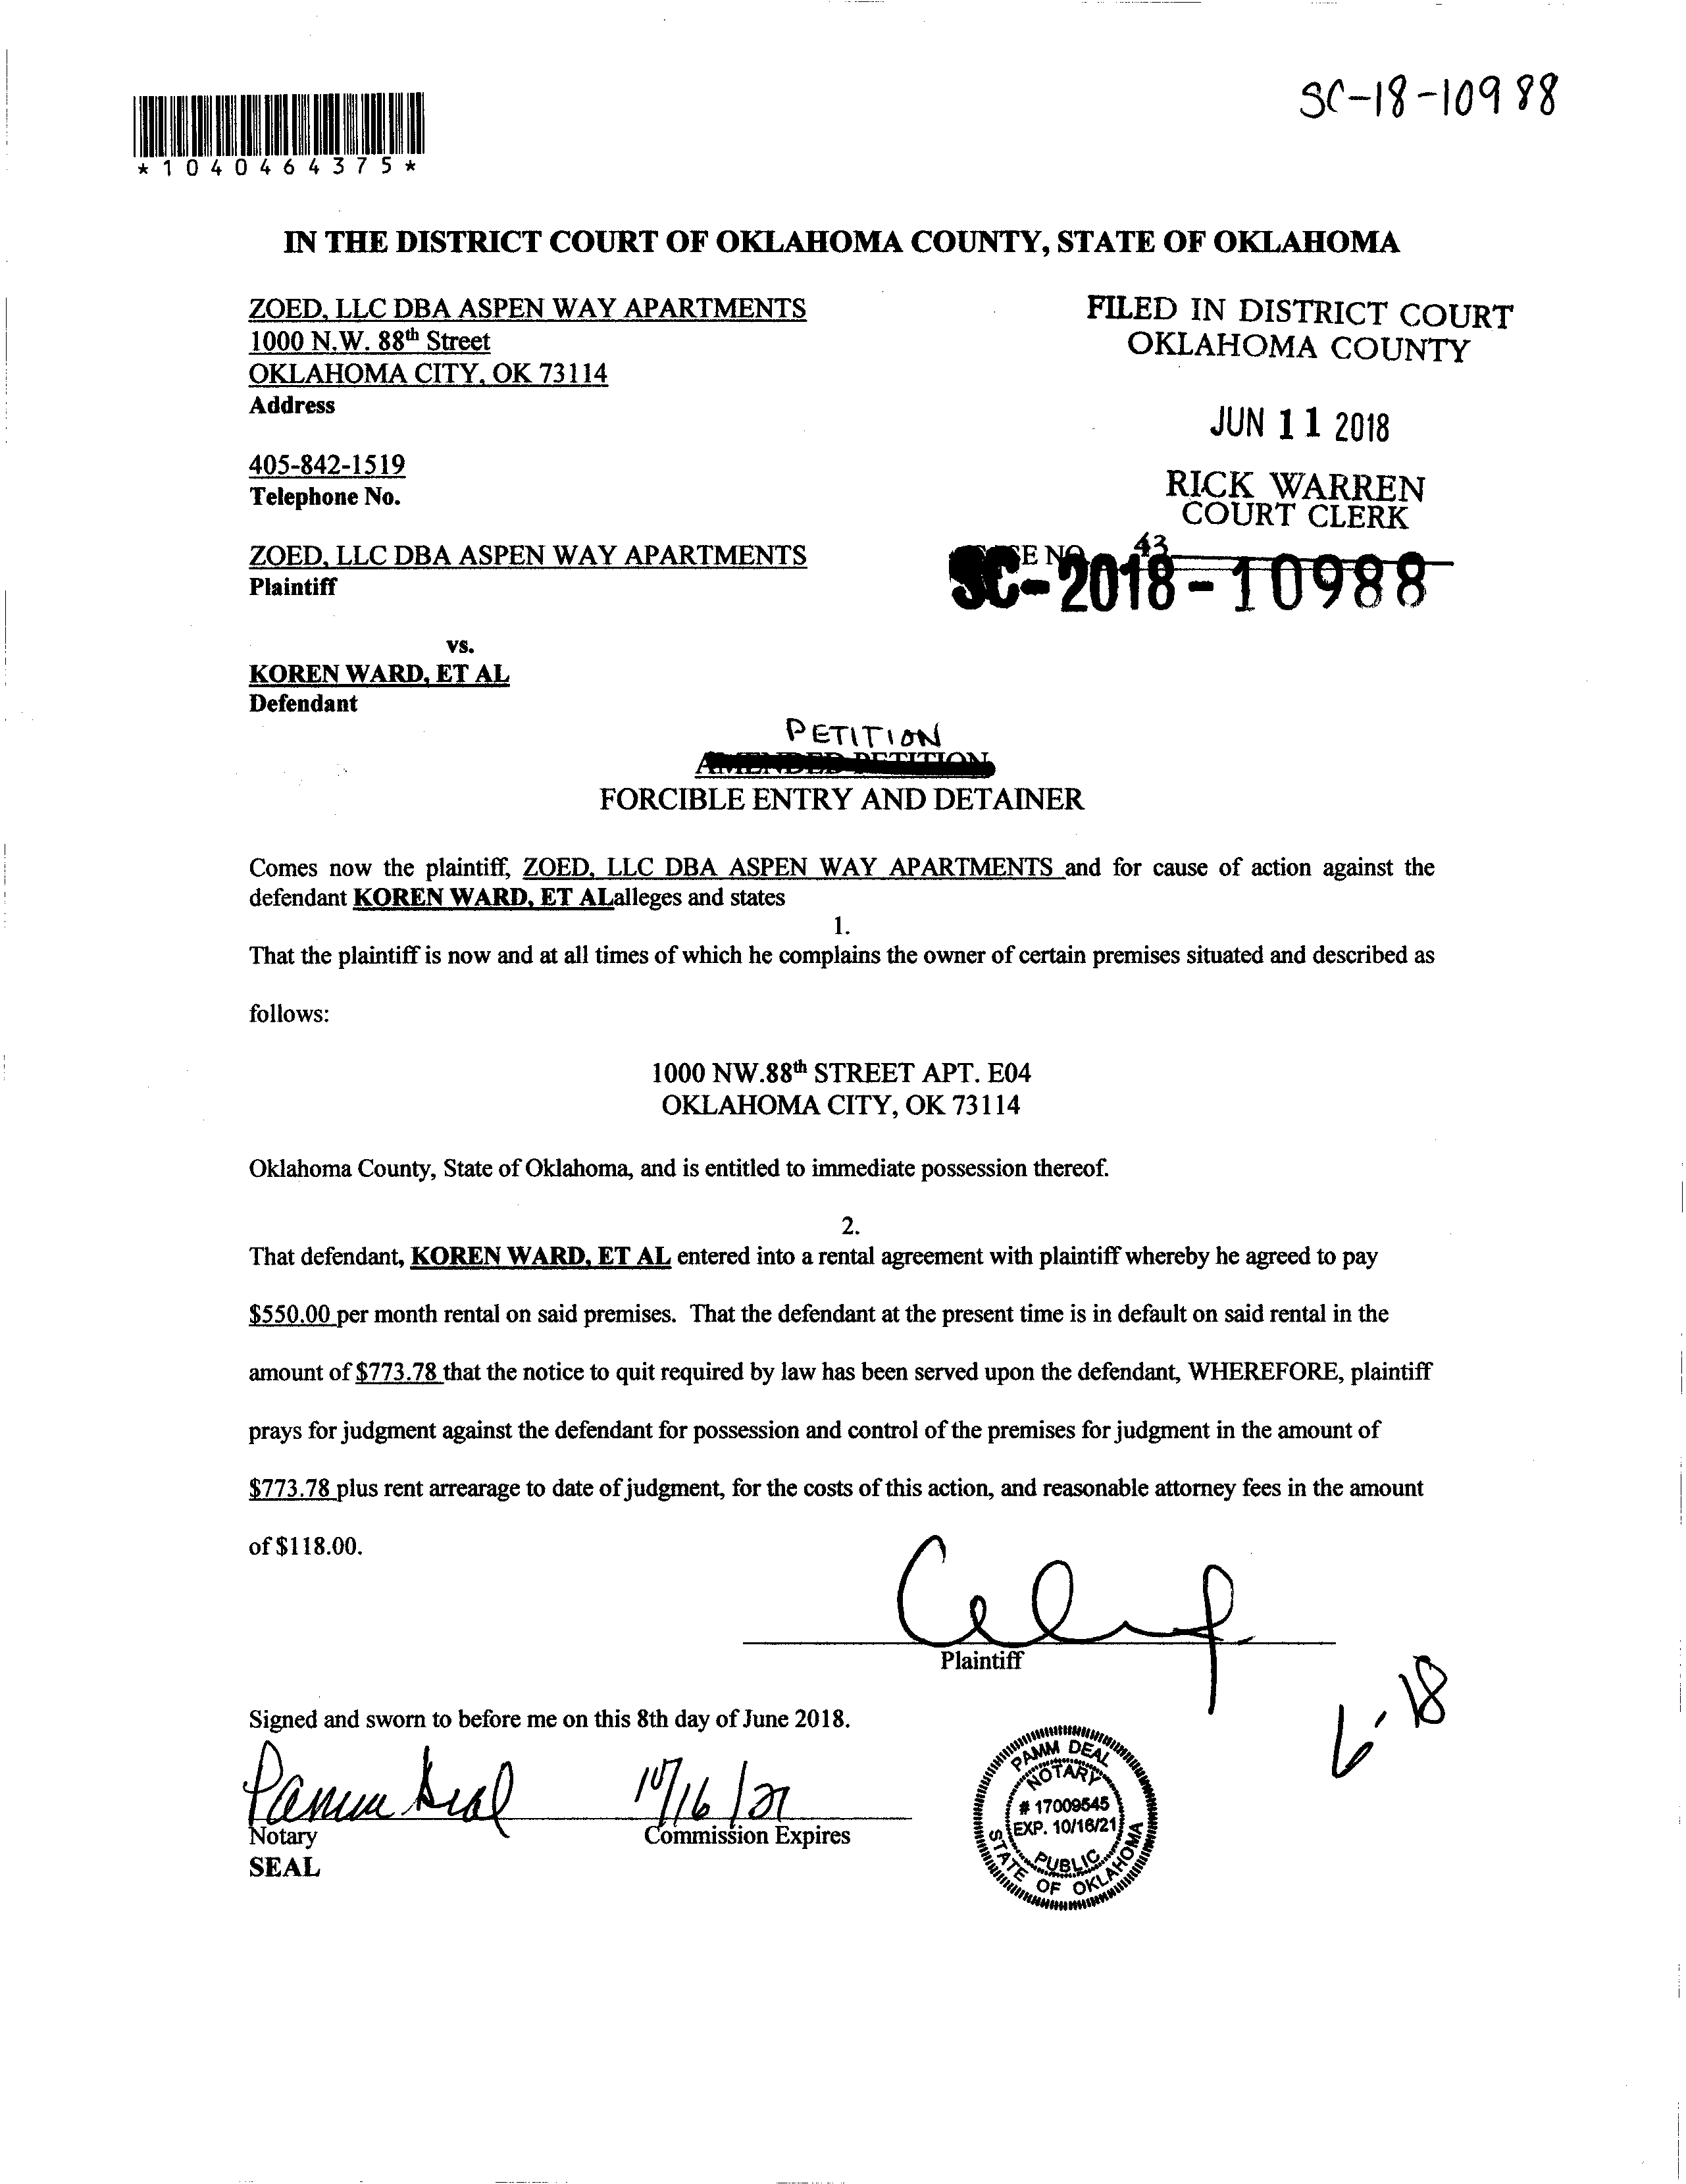 SC-18-10988
*1040464375*
IN THE DISTRICT COURT OF OKLAHOMA COUNTY, STATE OF OKLAHOMA
ZOED, LLC DBA ASPEN WAY APARTMENTS
1000 N.W. 88th Street
OKLAHOMA CITY, OK 73114
Address
405-842-1519
Telephone No.
FILED IN DISTRICT COURT
OKLAHOMA COUNTY
JUN 11 2018
RICK WARREN
COURT CLERK
43
ZOED, LLC DBA ASPEN WAY APARTMENTS
Plaintiff
SC-2018-10988
vs.
KOREN WARD, ET AL
Defendant
PETITION
AMENDED PETITION
FORCIBLE ENTRY AND DETAINER
Comes now the plaintiff, ZOED, LLC DBA ASPEN WAY APARTMENTS and for cause of action against the
defendant KOREN WARD, ET ALalleges and states
1.
That the plaintiff is now and at all times of which he complains the owner of certain premises situated and described as
follows:
1000 NW.88th STREET APT. E04
OKLAHOMA CITY, OK 73114
Oklahoma County, State of Oklahoma, and is entitled to immediate possession thereof.
2.
That defendant, KOREN WARD, ET AL entered into a rental agreement with plaintiff whereby he agreed to pay
$550.00 per month rental on said premises. That the defendant at the present time is in default on said rental in the
amount of $773.78 that the notice to quit required by law has been served upon the defendant, WHEREFORE, plaintiff
prays for judgment against the defendant for possession and control of the premises for judgment in the amount of
$773.78 plus rent arrearage to date of judgment, for the costs of this action, and reasonable attorney fees in the amount
of $118.00.
Plaintiff
6-18
Signed and sworn to before me on this 8th day of June 2018.
Pamm Deal 10/16/21
Notary Commission Expires
SEAL
PAMM DEAL
NOTARY
# 17009545
EXP. 10/16/21
PUBLIC
STATE OF OKLAHOMA